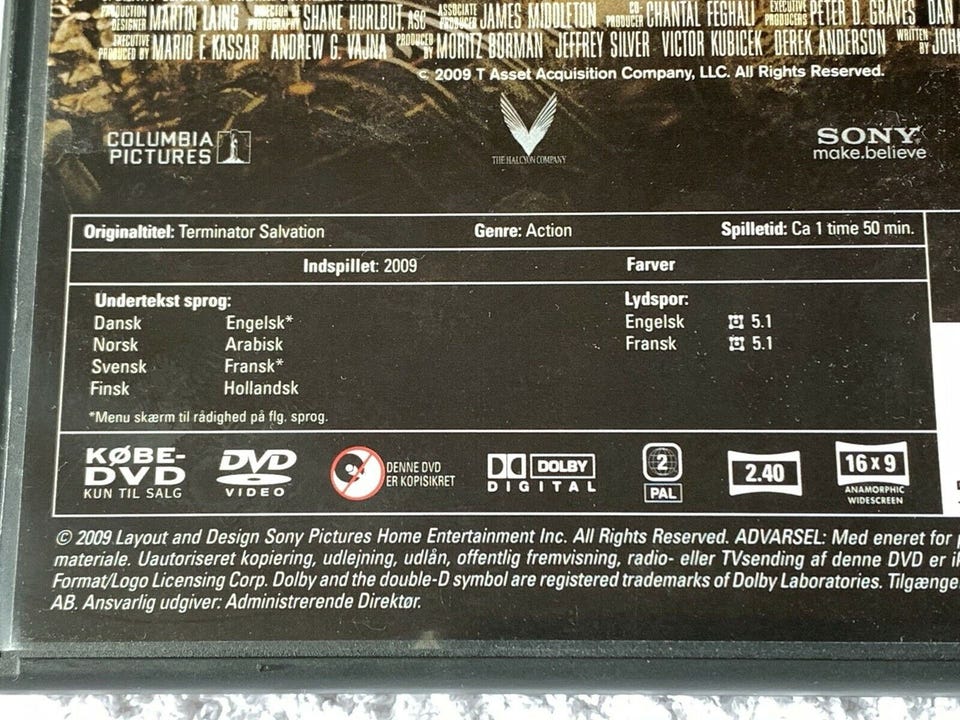 PRODUCTION DESIGNER MARTIN LAING DIRECTOR OF PHOTOGRAPHY SHANE HURLBUT, ASC ASSOCIATE PRODUCER JAMES MIDDLETON CO-PRODUCER CHANTAL FEGHALI EXECUTIVE PRODUCERS PETER D. GRAVES DAN
EXECUTIVE PRODUCED BY MARIO F. KASSAR ANDREW G. VAJNA PRODUCED BY MORITZ BORMAN JEFFREY SILVER VICTOR KUBICEK DEREK ANDERSON WRITTEN BY JOHN
© 2009 T Asset Acquisition Company, LLC. All Rights Reserved.
COLUMBIA PICTURES
THE HALCYON COMPANY
SONY
make.believe
Originaltitel: Terminator Salvation Genre: Action Spilletid: Ca 1 time 50 min.
Indspillet: 2009 Farver
Undertekst sprog: Lydspor:
Dansk Engelsk* Engelsk 5.1
Norsk Arabisk Fransk 5.1
Svensk Fransk*
Finsk Hollandsk
*Menu skærm til rådighed på flg. sprog.
KØBE-
DVD
KUN TIL SALG
DVD
VIDEO
DENNE DVD
ER KOPISIKRET
DOLBY
DIGITAL
2
PAL
2.40
16x9
ANAMORPHIC
WIDESCREEN
© 2009 Layout and Design Sony Pictures Home Entertainment Inc. All Rights Reserved. ADVARSEL: Med eneret for
materiale. Uautoriseret kopiering, udlejning, udlån, offentlig fremvisning, radio- eller TVsending af denne DVD er
Format/Logo Licensing Corp. Dolby and the double-D symbol are registered trademarks of Dolby Laboratories.
AB. Ansvarlig udgiver: Administrerende Direktør.